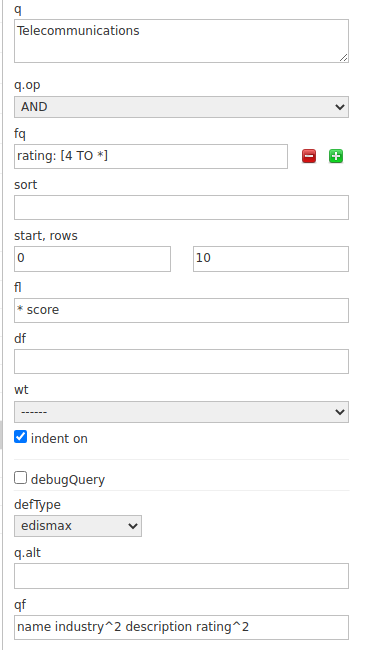 q
Telecommunications
q.op
AND
fq
rating: [4 TO *]
sort
start, rows
0 10
fl
* score
df
wt
------
indent on
debugQuery
defType
edismax
q.alt
qf
name industry^2 description rating^2